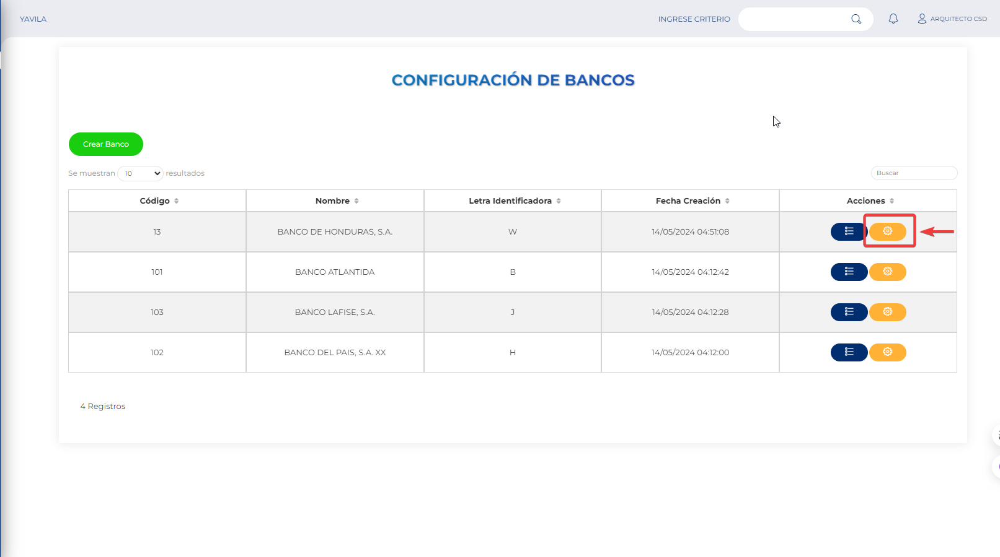 YAVILA INGRESE CRITERIO ARQUITECTO CSD
CONFIGURACIÓN DE BANCOS
Crear Banco
Se muestran 10 resultados Buscar
Código Nombre Letra Identificadora Fecha Creación Acciones
13 BANCO DE HONDURAS, S.A. W 14/05/2024 04:51:08
101 BANCO ATLANTIDA B 14/05/2024 04:12:42
103 BANCO LAFISE, S.A. J 14/05/2024 04:12:28
102 BANCO DEL PAIS, S.A. XX H 14/05/2024 04:12:00
4 Registros